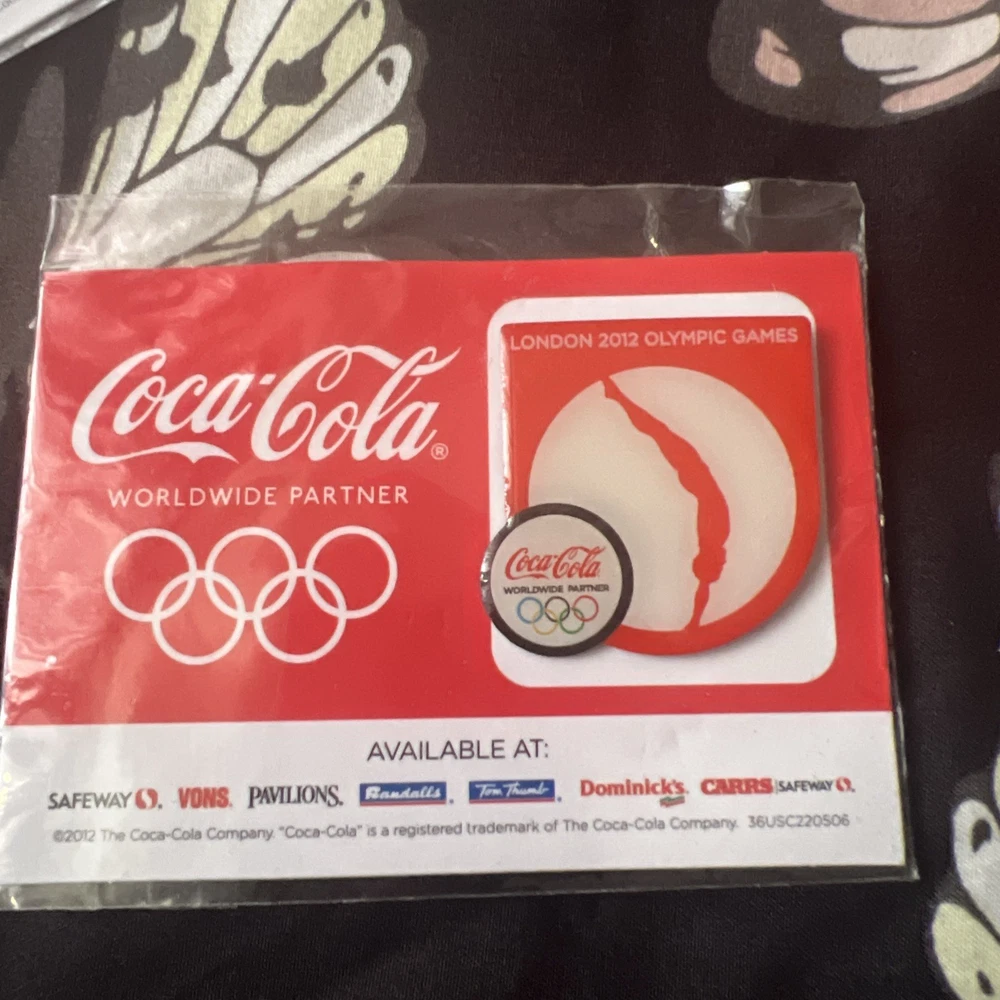 LONDON 2012 OLYMPIC GAMES
Coca-Cola®
WORLDWIDE PARTNER
Coca-Cola
WORLDWIDE PARTNER
AVAILABLE AT:
SAFEWAY. VONS. PAVILIONS. Randalls. Tom Thumb. Dominick's. CARRS|SAFEWAY.
©2012 The Coca-Cola Company. "Coca-Cola" is a registered trademark of The Coca-Cola Company. 36USC220506